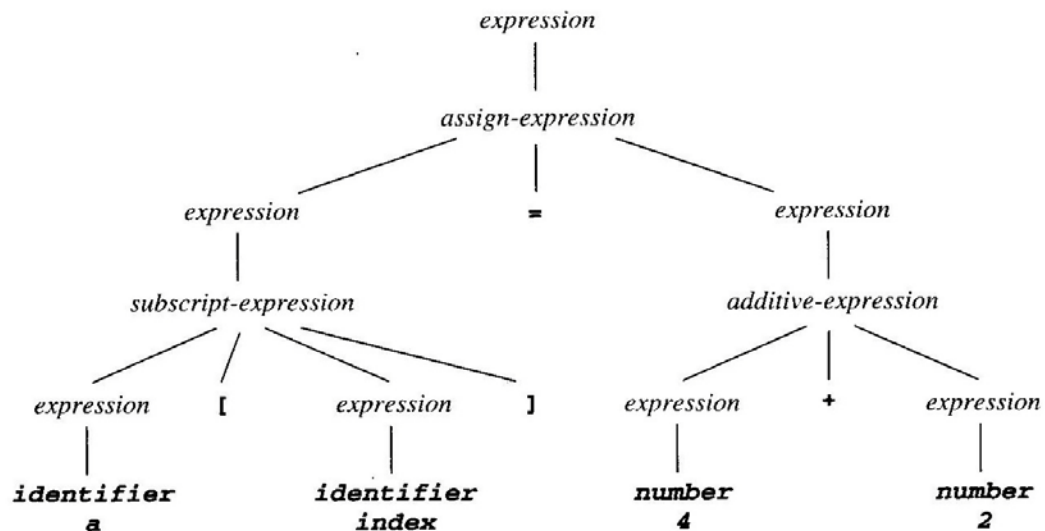 expression
assign-expression
expression = expression
subscript-expression additive-expression
expression [ expression ] expression + expression
identifier identifier number number
a index 4 2